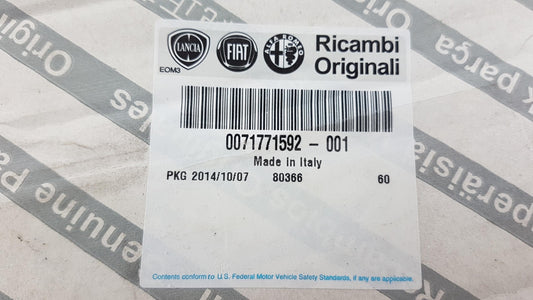 LANCIA
FIAT
ALFA ROMEO
Ricambi
Originali
EOM3
0071771592 - 001
Made in Italy
PKG 2014/10/07 80366 60
Contents conform to U.S. Federal Motor Vehicle Safety Standards, if any are applicable.